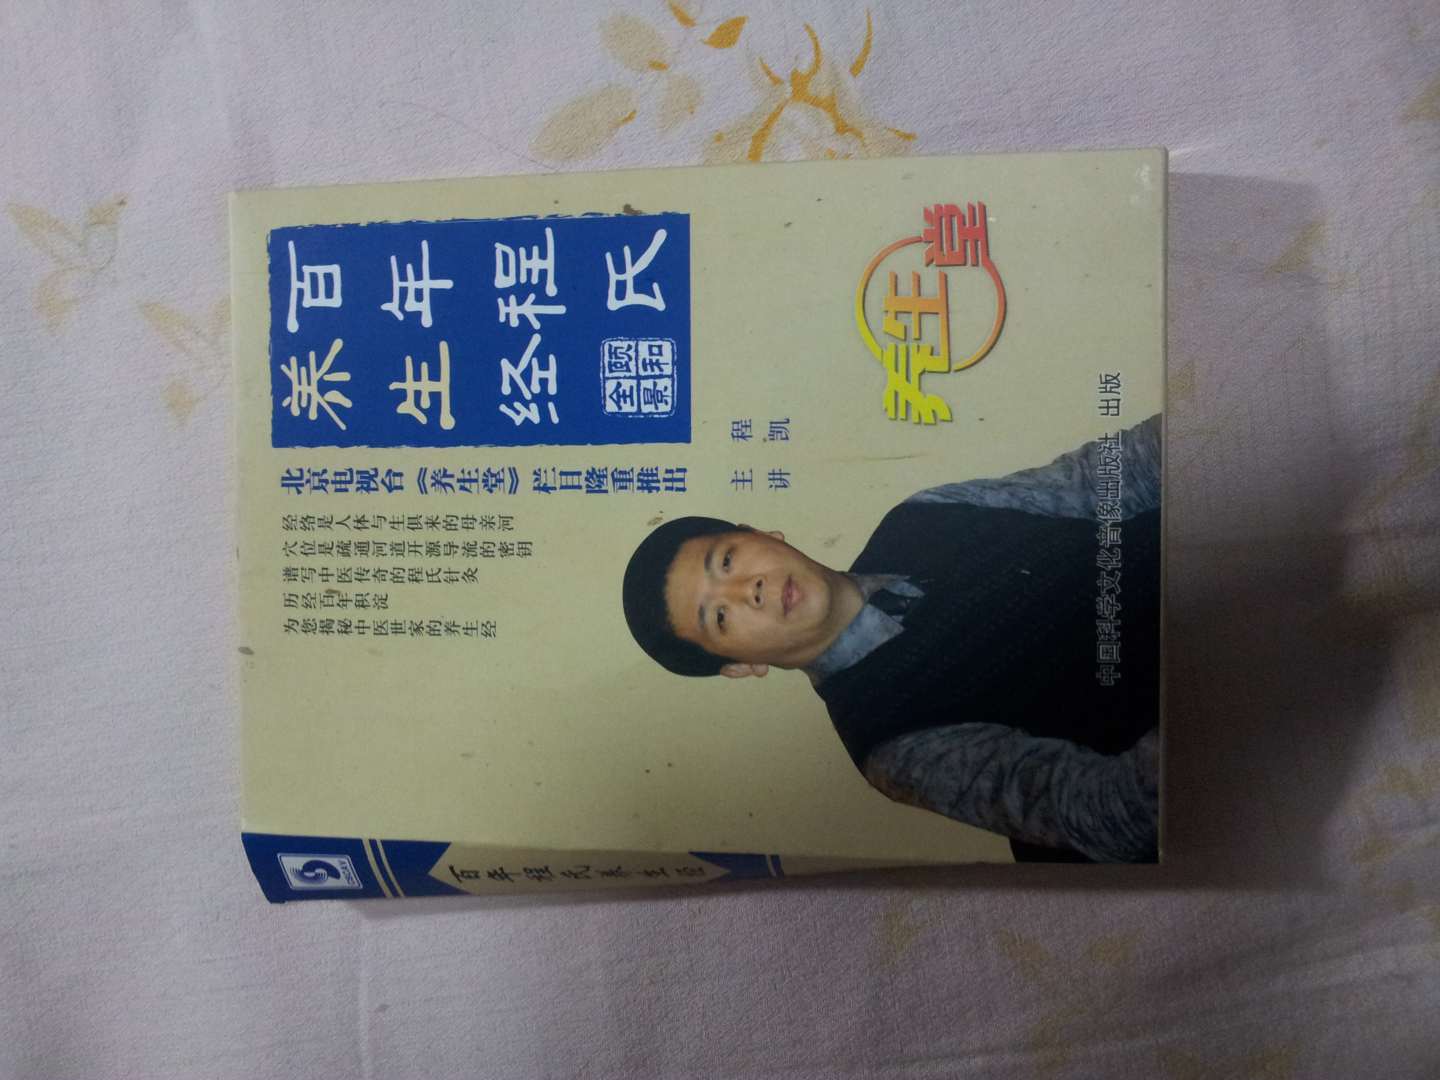 百年程氏
养生经
颐和
全景
北京电视台《养生堂》栏目隆重推出
经络是人体与生俱来的母亲河
穴位是疏通河道开源导流的密钥
谱写中医传奇的程氏针灸
历经百年积淀
为您揭秘中医世家的养生经
主讲
程凯
养生堂
中国科学文化音像出版社 出版
百年程氏养生经